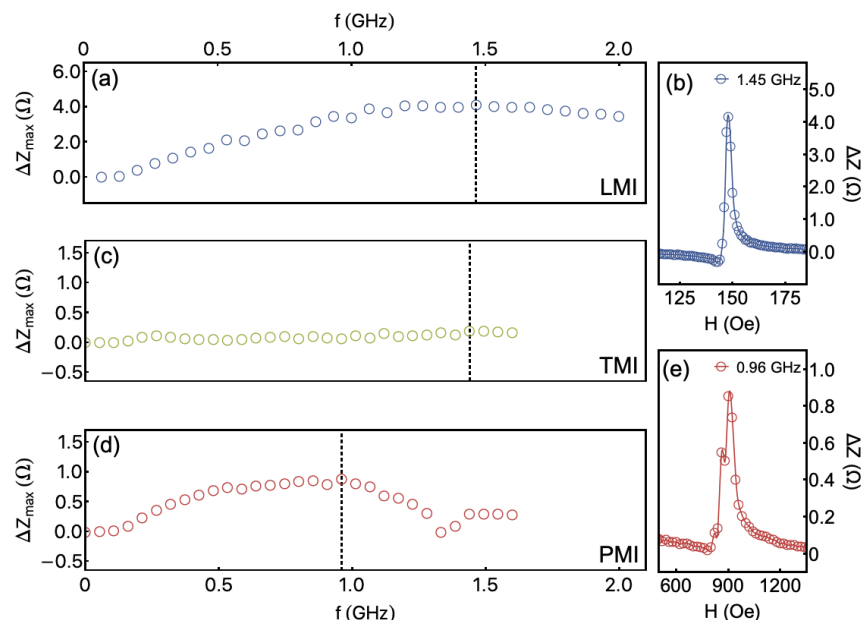 f (GHz)
0 0.5 1.0 1.5 2.0
(a)
6.0
4.0
2.0
0.0
ΔZmax (Ω)
LMI
(b)
1.45 GHz
5.0
4.0
3.0
2.0
1.0
0.0
ΔZ (Ω)
125 150 175
H (Oe)
(c)
1.5
1.0
0.5
0.0
−0.5
ΔZmax (Ω)
TMI
(d)
1.5
1.0
0.5
0.0
−0.5
ΔZmax (Ω)
PMI
0 0.5 1.0 1.5 2.0
f (GHz)
(e)
0.96 GHz
1.0
0.8
0.6
0.4
0.2
0
ΔZ (Ω)
600 900 1200
H (Oe)